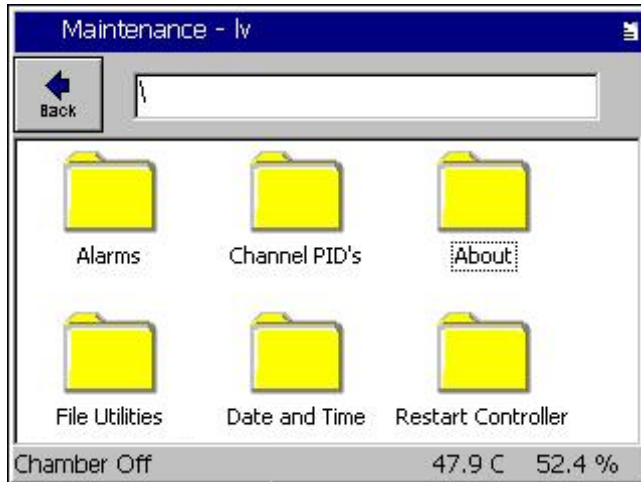 Maintenance - lv
Back
\
Alarms
Channel PID's
About
File Utilities
Date and Time
Restart Controller
Chamber Off 47.9 C 52.4 %